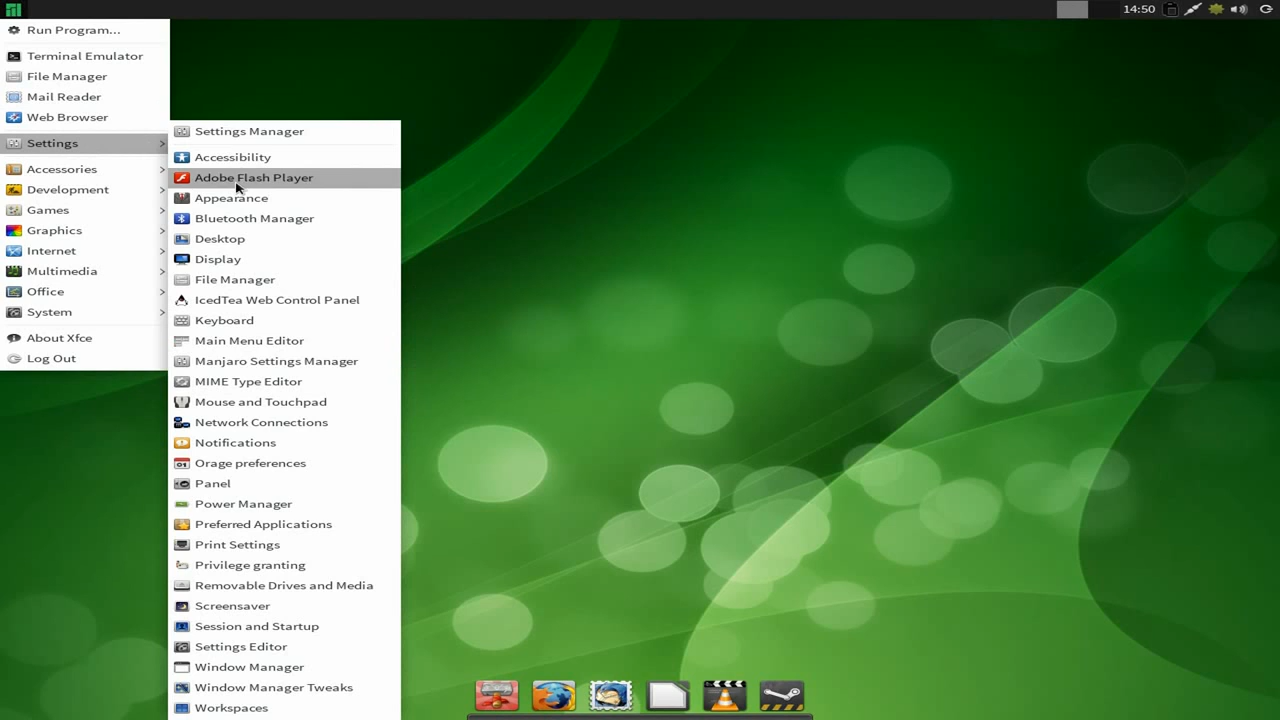 14:50
Run Program...
Terminal Emulator
File Manager
Mail Reader
Web Browser
Settings
Accessories
Development
Games
Graphics
Internet
Multimedia
Office
System
About Xfce
Log Out
Settings Manager
Accessibility
Adobe Flash Player
Appearance
Bluetooth Manager
Desktop
Display
File Manager
IcedTea Web Control Panel
Keyboard
Main Menu Editor
Manjaro Settings Manager
MIME Type Editor
Mouse and Touchpad
Network Connections
Notifications
Orage preferences
Panel
Power Manager
Preferred Applications
Print Settings
Privilege granting
Removable Drives and Media
Screensaver
Session and Startup
Settings Editor
Window Manager
Window Manager Tweaks
Workspaces